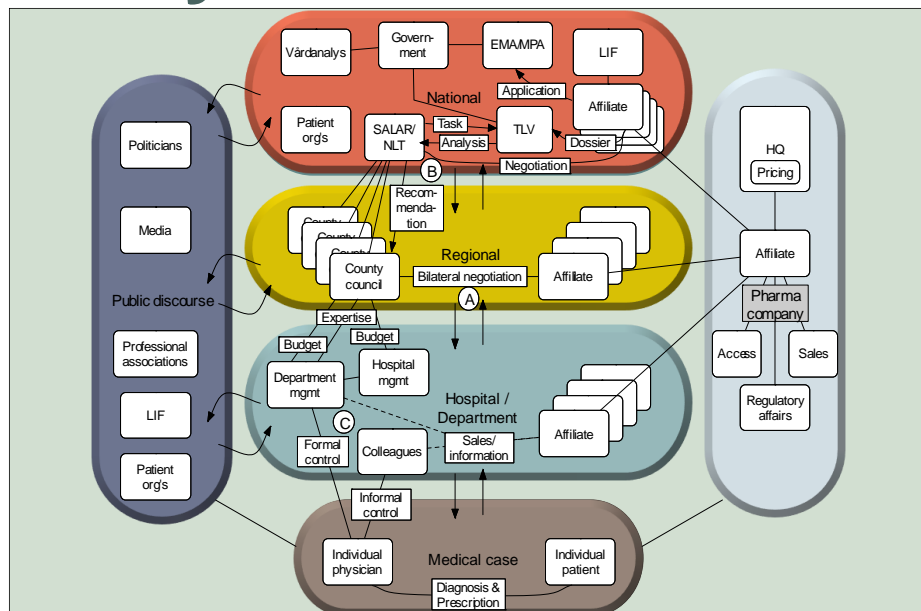 Vårdanalys
Govern-
ment
EMA/MPA
LIF
Application
National
Affiliate
Patient
org's
SALAR/
NLT
Task
Analysis
TLV
Dossier
Negotiation
B
Recom-
menda-
tion
Politicians
Media
Public discourse
Professional
associations
LIF
Patient
org's
County
County
County
County
council
Regional
Bilateral negotiation
Affiliate
A
Expertise
Budget
Budget
Department
mgmt
Hospital
mgmt
Hospital /
Department
C
Formal
control
Colleagues
Sales/
information
Affiliate
Informal
control
Individual
physician
Medical case
Individual
patient
Diagnosis &
Prescription
HQ
Pricing
Affiliate
Pharma
company
Access
Sales
Regulatory
affairs